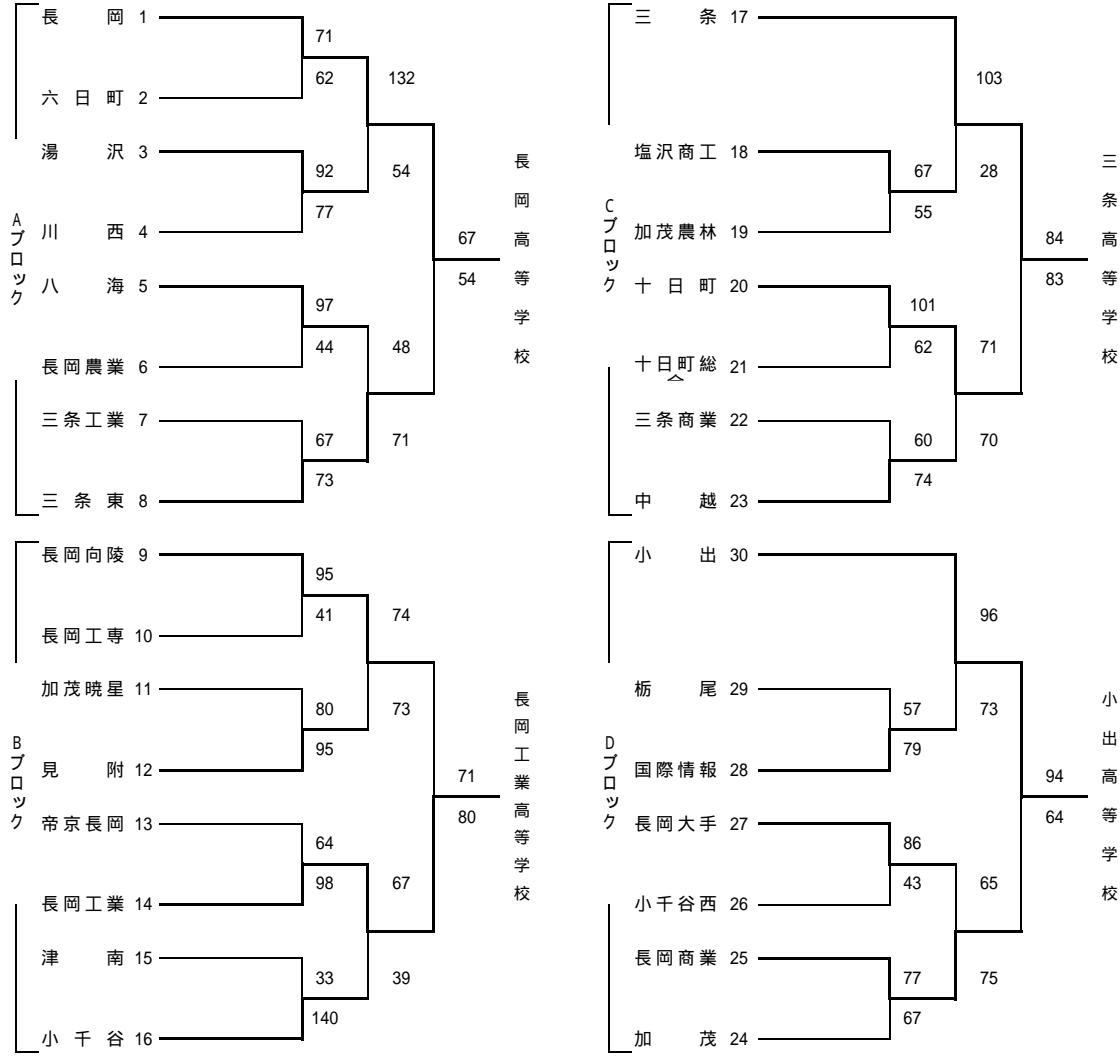 Aブロック
長岡 1
71
62
132
六日町 2
湯沢 3
92
77
54
川西 4
67
54
長岡高等学校
八海 5
97
44
48
長岡農業 6
三条工業 7
67
73
71
三条東 8
Cブロック
三条 17
103
塩沢商工 18
67
55
28
加茂農林 19
84
83
三条高等学校
十日町 20
101
62
71
十日町総合 21
三条商業 22
60
74
70
中越 23
Bブロック
長岡向陵 9
95
41
74
長岡工専 10
加茂暁星 11
80
95
73
見附 12
71
80
長岡工業高等学校
帝京長岡 13
64
98
67
長岡工業 14
津南 15
33
140
39
小千谷 16
Dブロック
小出 30
96
栃尾 29
57
79
73
国際情報 28
94
64
小出高等学校
長岡大手 27
86
43
65
小千谷西 26
長岡商業 25
77
67
75
加茂 24